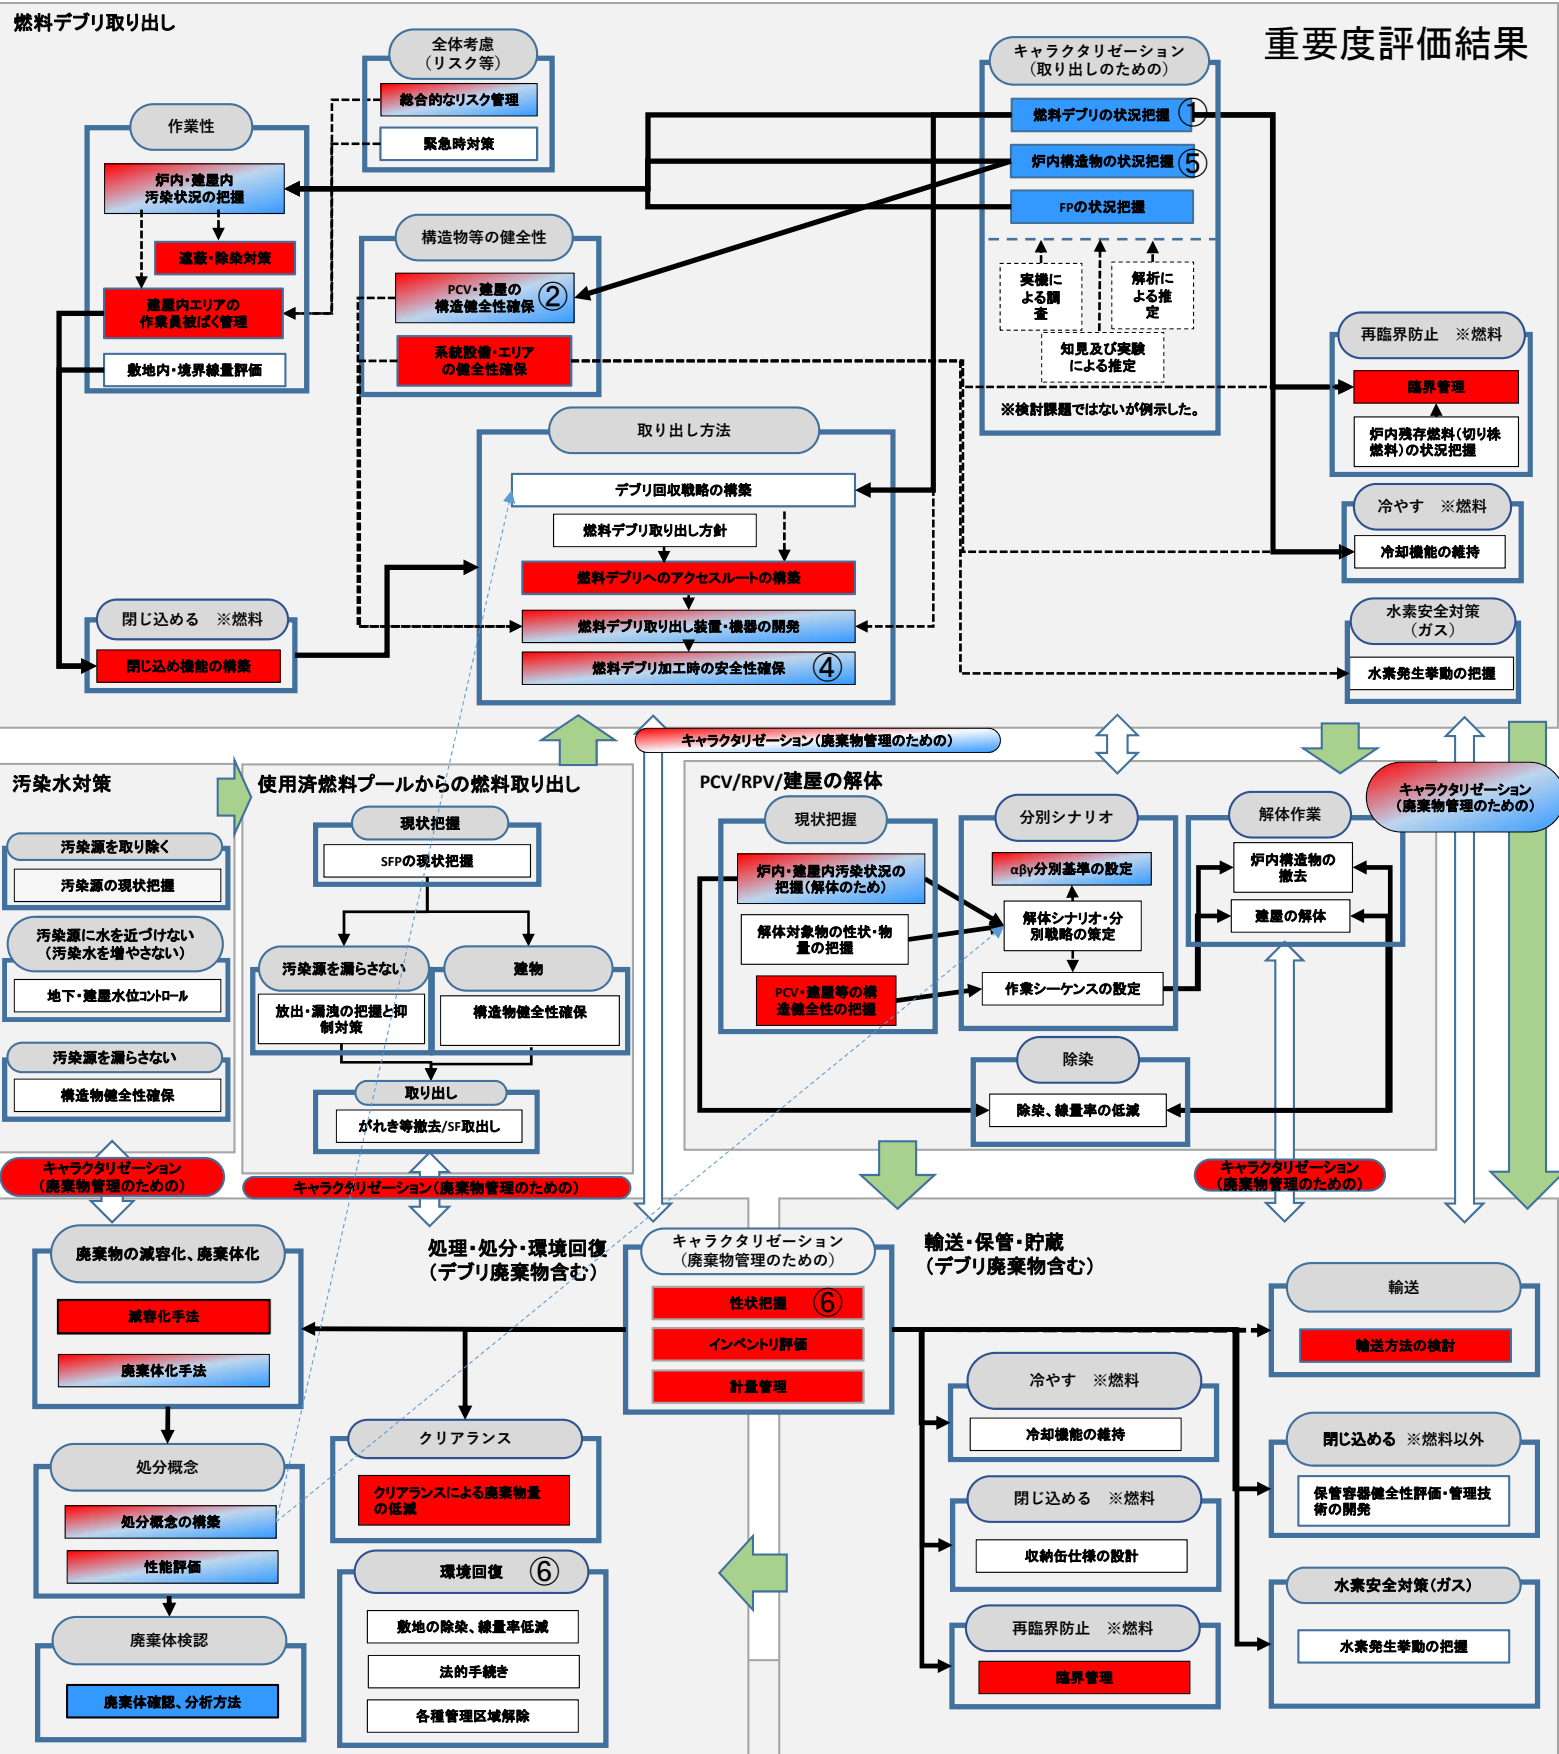 燃料デブリ取り出し
重要度評価結果
全体考慮
（リスク等）
総合的なリスク管理
緊急時対策
キャラクタリゼーション
（取り出しのための）
燃料デブリの状況把握 ①
炉内構造物の状況把握 ⑤
FPの状況把握
実機に
よる調
査
解析に
よる推
定
知見及び実験
による推定
※検討課題ではないが例示した。
作業性
炉内・建屋内
汚染状況の把握
遮蔽・除染対策
建屋内エリアの
作業員被ばく管理
敷地内・境界線量評価
構造物等の健全性
PCV・建屋の
構造健全性確保 ②
系統設備・エリア
の健全性確保
再臨界防止 ※燃料
臨界管理
炉内残存燃料（切り株
燃料）の状況把握
取り出し方法
デブリ回収戦略の構築
燃料デブリ取り出し方針
燃料デブリへのアクセスルートの構築
燃料デブリ取り出し装置・機器の開発
燃料デブリ加工時の安全性確保 ④
冷やす ※燃料
冷却機能の維持
閉じ込める ※燃料
閉じ込め機能の構築
水素安全対策
（ガス）
水素発生挙動の把握
キャラクタリゼーション（廃棄物管理のための）
キャラクタリゼーション
（廃棄物管理のための）
汚染水対策
汚染源を取り除く
汚染源の現状把握
汚染源に水を近づけない
（汚染水を増やさない）
地下・建屋水位コントロール
汚染源を漏らさない
構造物健全性確保
キャラクタリゼーション
（廃棄物管理のための）
使用済燃料プールからの燃料取り出し
現状把握
SFPの現状把握
汚染源を漏らさない
放出・漏洩の把握と抑
制対策
建物
構造物健全性確保
取り出し
がれき等撤去/SF取出し
キャラクタリゼーション（廃棄物管理のための）
PCV/RPV/建屋の解体
現状把握
炉内・建屋内汚染状況の
把握（解体のため）
解体対象物の性状・物
量の把握
PCV・建屋等の構
造健全性の把握
分別シナリオ
αβγ分別基準の設定
解体シナリオ・分
別戦略の策定
作業シーケンスの設定
解体作業
炉内構造物の
撤去
建屋の解体
除染
除染、線量率の低減
キャラクタリゼーション
（廃棄物管理のための）
処理・処分・環境回復
（デブリ廃棄物含む）
廃棄物の減容化、廃棄体化
減容化手法
廃棄体化手法
処分概念
処分概念の構築
性能評価
廃棄体検認
廃棄体確認、分析方法
キャラクタリゼーション
（廃棄物管理のための）
性状把握 ⑥
インベントリ評価
計量管理
クリアランス
クリアランスによる廃棄物量
の低減
環境回復 ⑥
敷地の除染、線量率低減
法的手続き
各種管理区域解除
輸送・保管・貯蔵
（デブリ廃棄物含む）
輸送
輸送方法の検討
冷やす ※燃料
冷却機能の維持
閉じ込める ※燃料以外
保管容器健全性評価・管理技
術の開発
閉じ込める ※燃料
収納缶仕様の設計
水素安全対策（ガス）
水素発生挙動の把握
再臨界防止 ※燃料
臨界管理